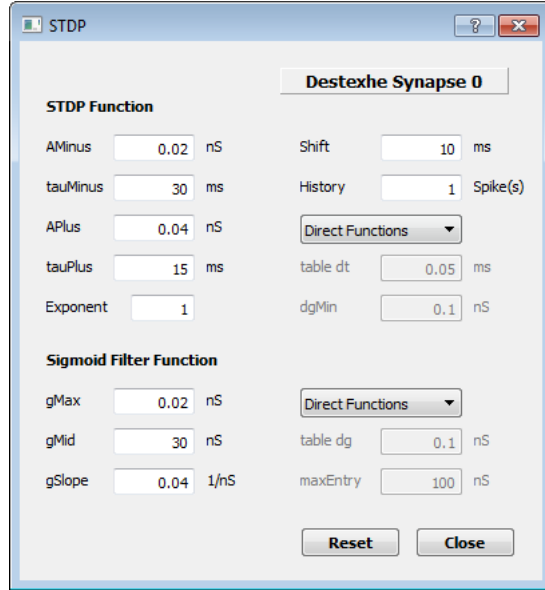 STDP
Destexhe Synapse 0
STDP Function
AMinus 0.02 nS Shift 10 ms
tauMinus 30 ms History 1 Spike(s)
APlus 0.04 nS Direct Functions
tauPlus 15 ms table dt 0.05 ms
Exponent 1 dgMin 0.1 nS
Sigmoid Filter Function
gMax 0.02 nS Direct Functions
gMid 30 nS table dg 0.1 nS
gSlope 0.04 1/nS maxEntry 100 nS
Reset Close